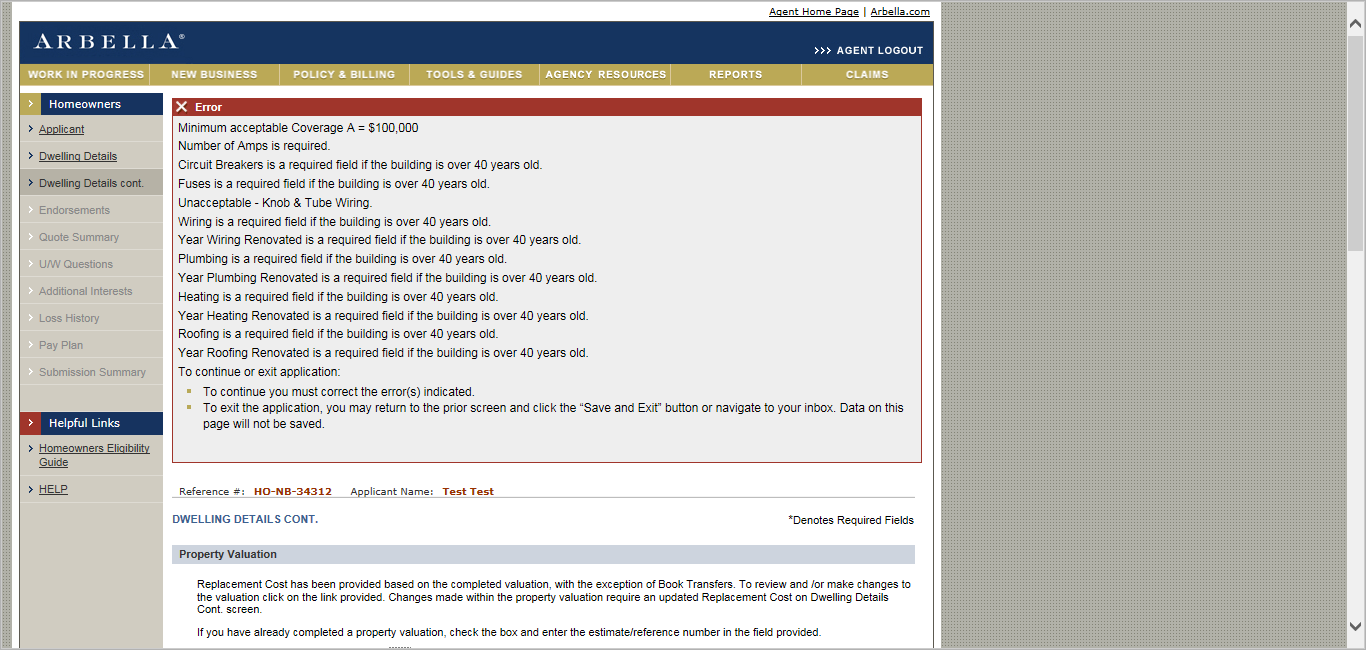 Agent Home Page | Arbella.com
ARBELLA®
>>> AGENT LOGOUT
WORK IN PROGRESS NEW BUSINESS POLICY & BILLING TOOLS & GUIDES AGENCY RESOURCES REPORTS CLAIMS
Homeowners
Applicant
Dwelling Details
Dwelling Details cont.
Endorsements
Quote Summary
U/W Questions
Additional Interests
Loss History
Pay Plan
Submission Summary
Helpful Links
Homeowners Eligibility
Guide
HELP
Error
Minimum acceptable Coverage A = $100,000
Number of Amps is required.
Circuit Breakers is a required field if the building is over 40 years old.
Fuses is a required field if the building is over 40 years old.
Unacceptable - Knob & Tube Wiring.
Wiring is a required field if the building is over 40 years old.
Year Wiring Renovated is a required field if the building is over 40 years old.
Plumbing is a required field if the building is over 40 years old.
Year Plumbing Renovated is a required field if the building is over 40 years old.
Heating is a required field if the building is over 40 years old.
Year Heating Renovated is a required field if the building is over 40 years old.
Roofing is a required field if the building is over 40 years old.
Year Roofing Renovated is a required field if the building is over 40 years old.
To continue or exit application:
To continue you must correct the error(s) indicated.
To exit the application, you may return to the prior screen and click the “Save and Exit” button or navigate to your inbox. Data on this
page will not be saved.
Reference #: HO-NB-34312 Applicant Name: Test Test
DWELLING DETAILS CONT. *Denotes Required Fields
Property Valuation
Replacement Cost has been provided based on the completed valuation, with the exception of Book Transfers. To review and /or make changes to
the valuation click on the link provided. Changes made within the property valuation require an updated Replacement Cost on Dwelling Details
Cont. screen.
If you have already completed a property valuation, check the box and enter the estimate/reference number in the field provided.